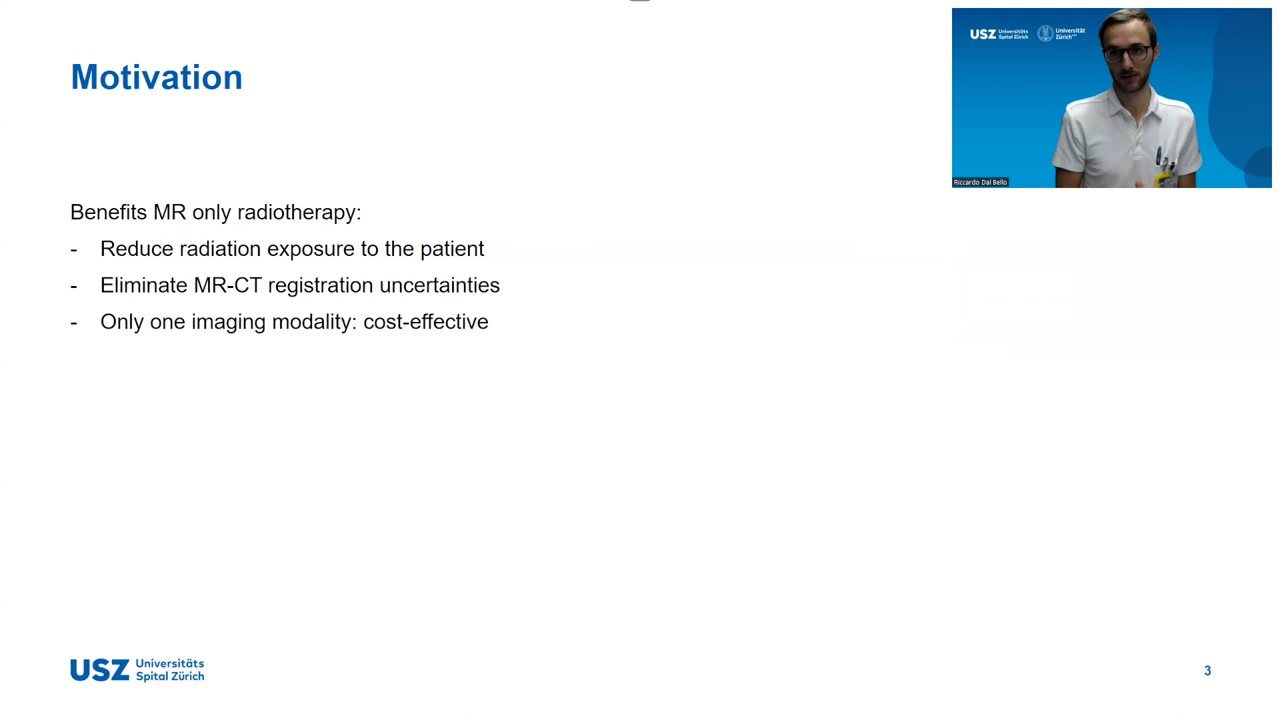 Motivation
Benefits MR only radiotherapy:
- Reduce radiation exposure to the patient
- Eliminate MR-CT registration uncertainties
- Only one imaging modality: cost-effective
USZ Universitäts
Spital Zürich
Universität
Zürich
Riccardo Dal Bello
USZ Universitäts
Spital Zürich
3